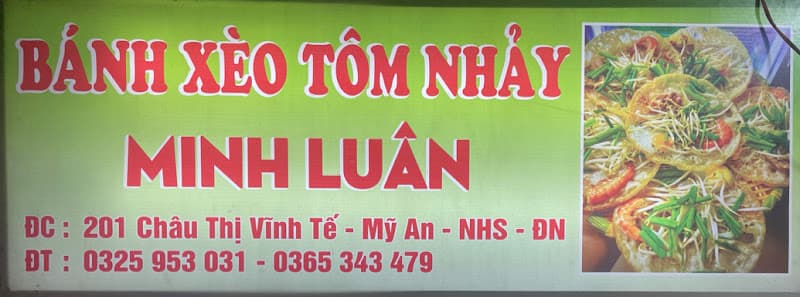 BÁNH XÈO TÔM NHẢY
MINH LUÂN
ĐC : 201 Châu Thị Vĩnh Tế - Mỹ An - NHS - ĐN
ĐT : 0325 953 031 - 0365 343 479